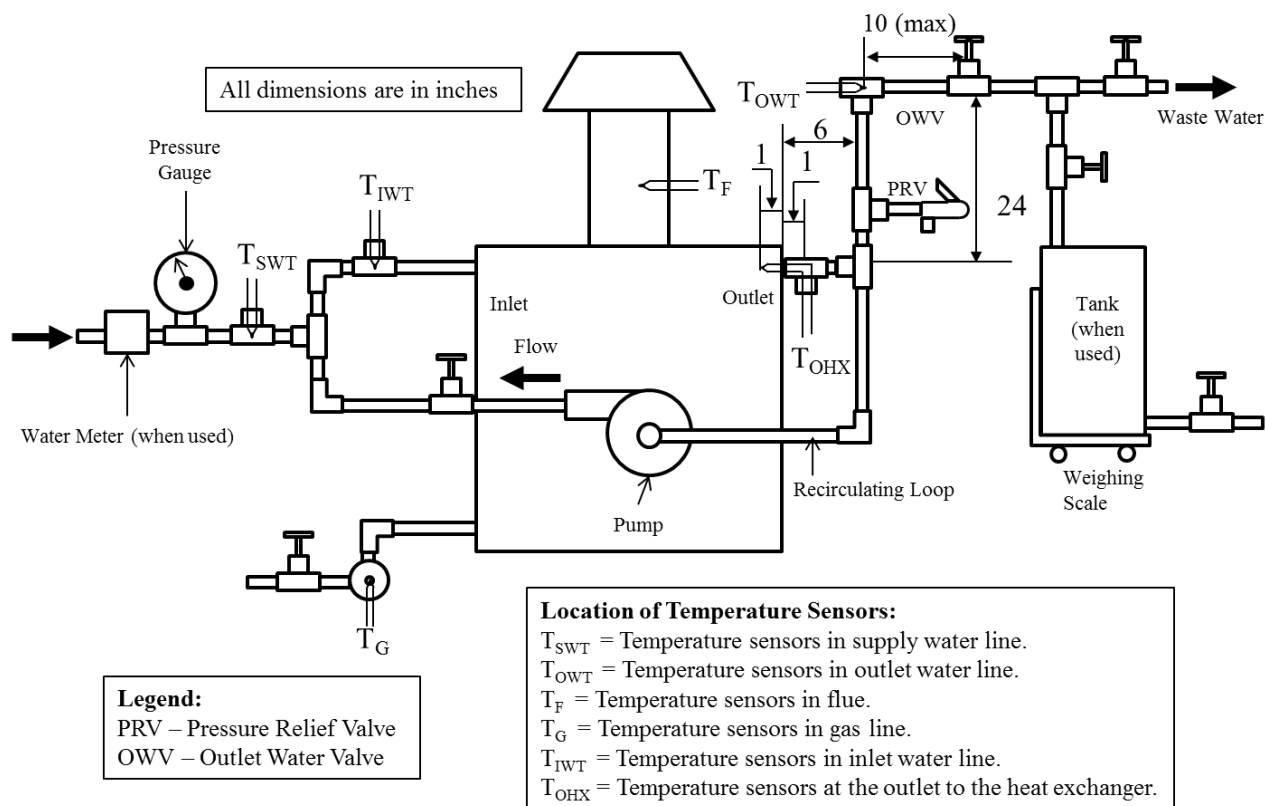 All dimensions are in inches
10 (max)
T_OWT
OWV
Waste Water
Pressure
Gauge
T_IWT
T_F
6
1
1
PRV
24
T_SWT
Inlet
Outlet
Tank
(when
used)
Flow
T_OHX
Water Meter (when used)
Recirculating Loop
Weighing
Scale
Pump
T_G
Legend:
PRV – Pressure Relief Valve
OWV – Outlet Water Valve
Location of Temperature Sensors:
T_SWT = Temperature sensors in supply water line.
T_OWT = Temperature sensors in outlet water line.
T_F = Temperature sensors in flue.
T_G = Temperature sensors in gas line.
T_IWT = Temperature sensors in inlet water line.
T_OHX = Temperature sensors at the outlet to the heat exchanger.